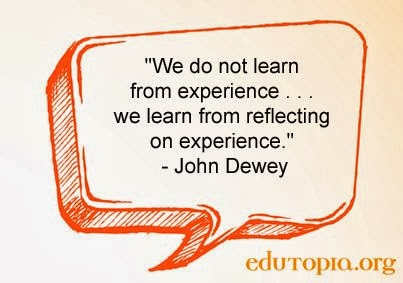 "We do not learn
from experience . . .
we learn from reflecting
on experience."
- John Dewey
edutopia.org